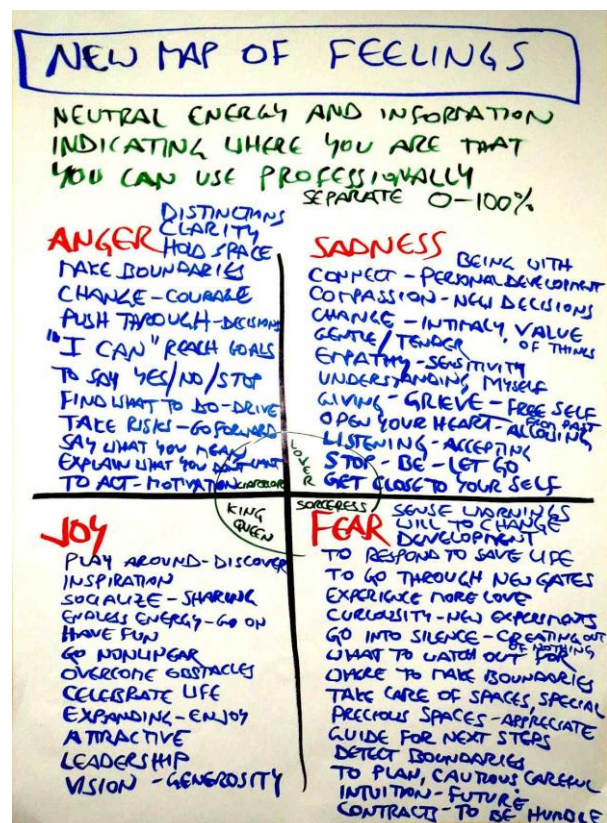 NEW MAP OF FEELINGS
NEUTRAL ENERGY AND INFORMATION
INDICATING WHERE YOU ARE THAT
YOU CAN USE PROFESSIONALLY
SEPARATE 0-100%
ANGER
DISTINCTIONS
CLARITY
HOLD SPACE
MAKE BOUNDARIES
CHANGE - COURAGE
PUSH THROUGH - DECISIONS
"I CAN" REACH GOALS
TO SAY YES/NO/STOP
FIND WHAT TO DO - DRIVE
TAKE RISKS - GO FORWARD
SAY WHAT YOU MEAN
EXPLAIN WHAT YOU WANT
TO ACT - MOTIVATION
SADNESS
BEING WITH
CONNECT - PERSONAL DEVELOPMENT
COMPASSION - NEW DECISIONS
CHANGE - INTIMACY, VALUE
OF THINGS
GENTLE/TENDER
EMPATHY - SENSITIVITY
UNDERSTANDING MYSELF
GIVING - GRIEVE - FREE SELF
FROM PAST
OPEN YOUR HEART - ALLOWING
LISTENING - ACCEPTING
STOP - BE - LET GO
GET CLOSE TO YOUR SELF
WARRIOR
LOVER
KING
QUEEN
SORCERESS
JOY
PLAY AROUND - DISCOVER
INSPIRATION
SOCIALIZE - SHARING
ENDLESS ENERGY - GO ON
HAVE FUN
GO NONLINEAR
OVERCOME OBSTACLES
CELEBRATE LIFE
EXPANDING - ENJOY
ATTRACTIVE
LEADERSHIP
VISION - GENEROSITY
FEAR
SENSE WARNINGS
WILL TO CHANGE
DEVELOPMENT
TO RESPOND TO SAVE LIFE
TO GO THROUGH NEW GATES
EXPERIENCE MORE LOVE
CURIOUSITY - NEW EXPERIMENTS
GO INTO SILENCE - CREATING OUT
OF NOTHING
WHAT TO WATCH OUT FOR
WHERE TO MAKE BOUNDARIES
TAKE CARE OF SPACES, SPECIAL
PRECIOUS SPACES - APPRECIATE
GUIDE FOR NEXT STEPS
DETECT BOUNDARIES
TO PLAN, CAUTIOUS CAREFUL
INTUITION - FUTURE
CONTRACTS - TO BE HUMBLE